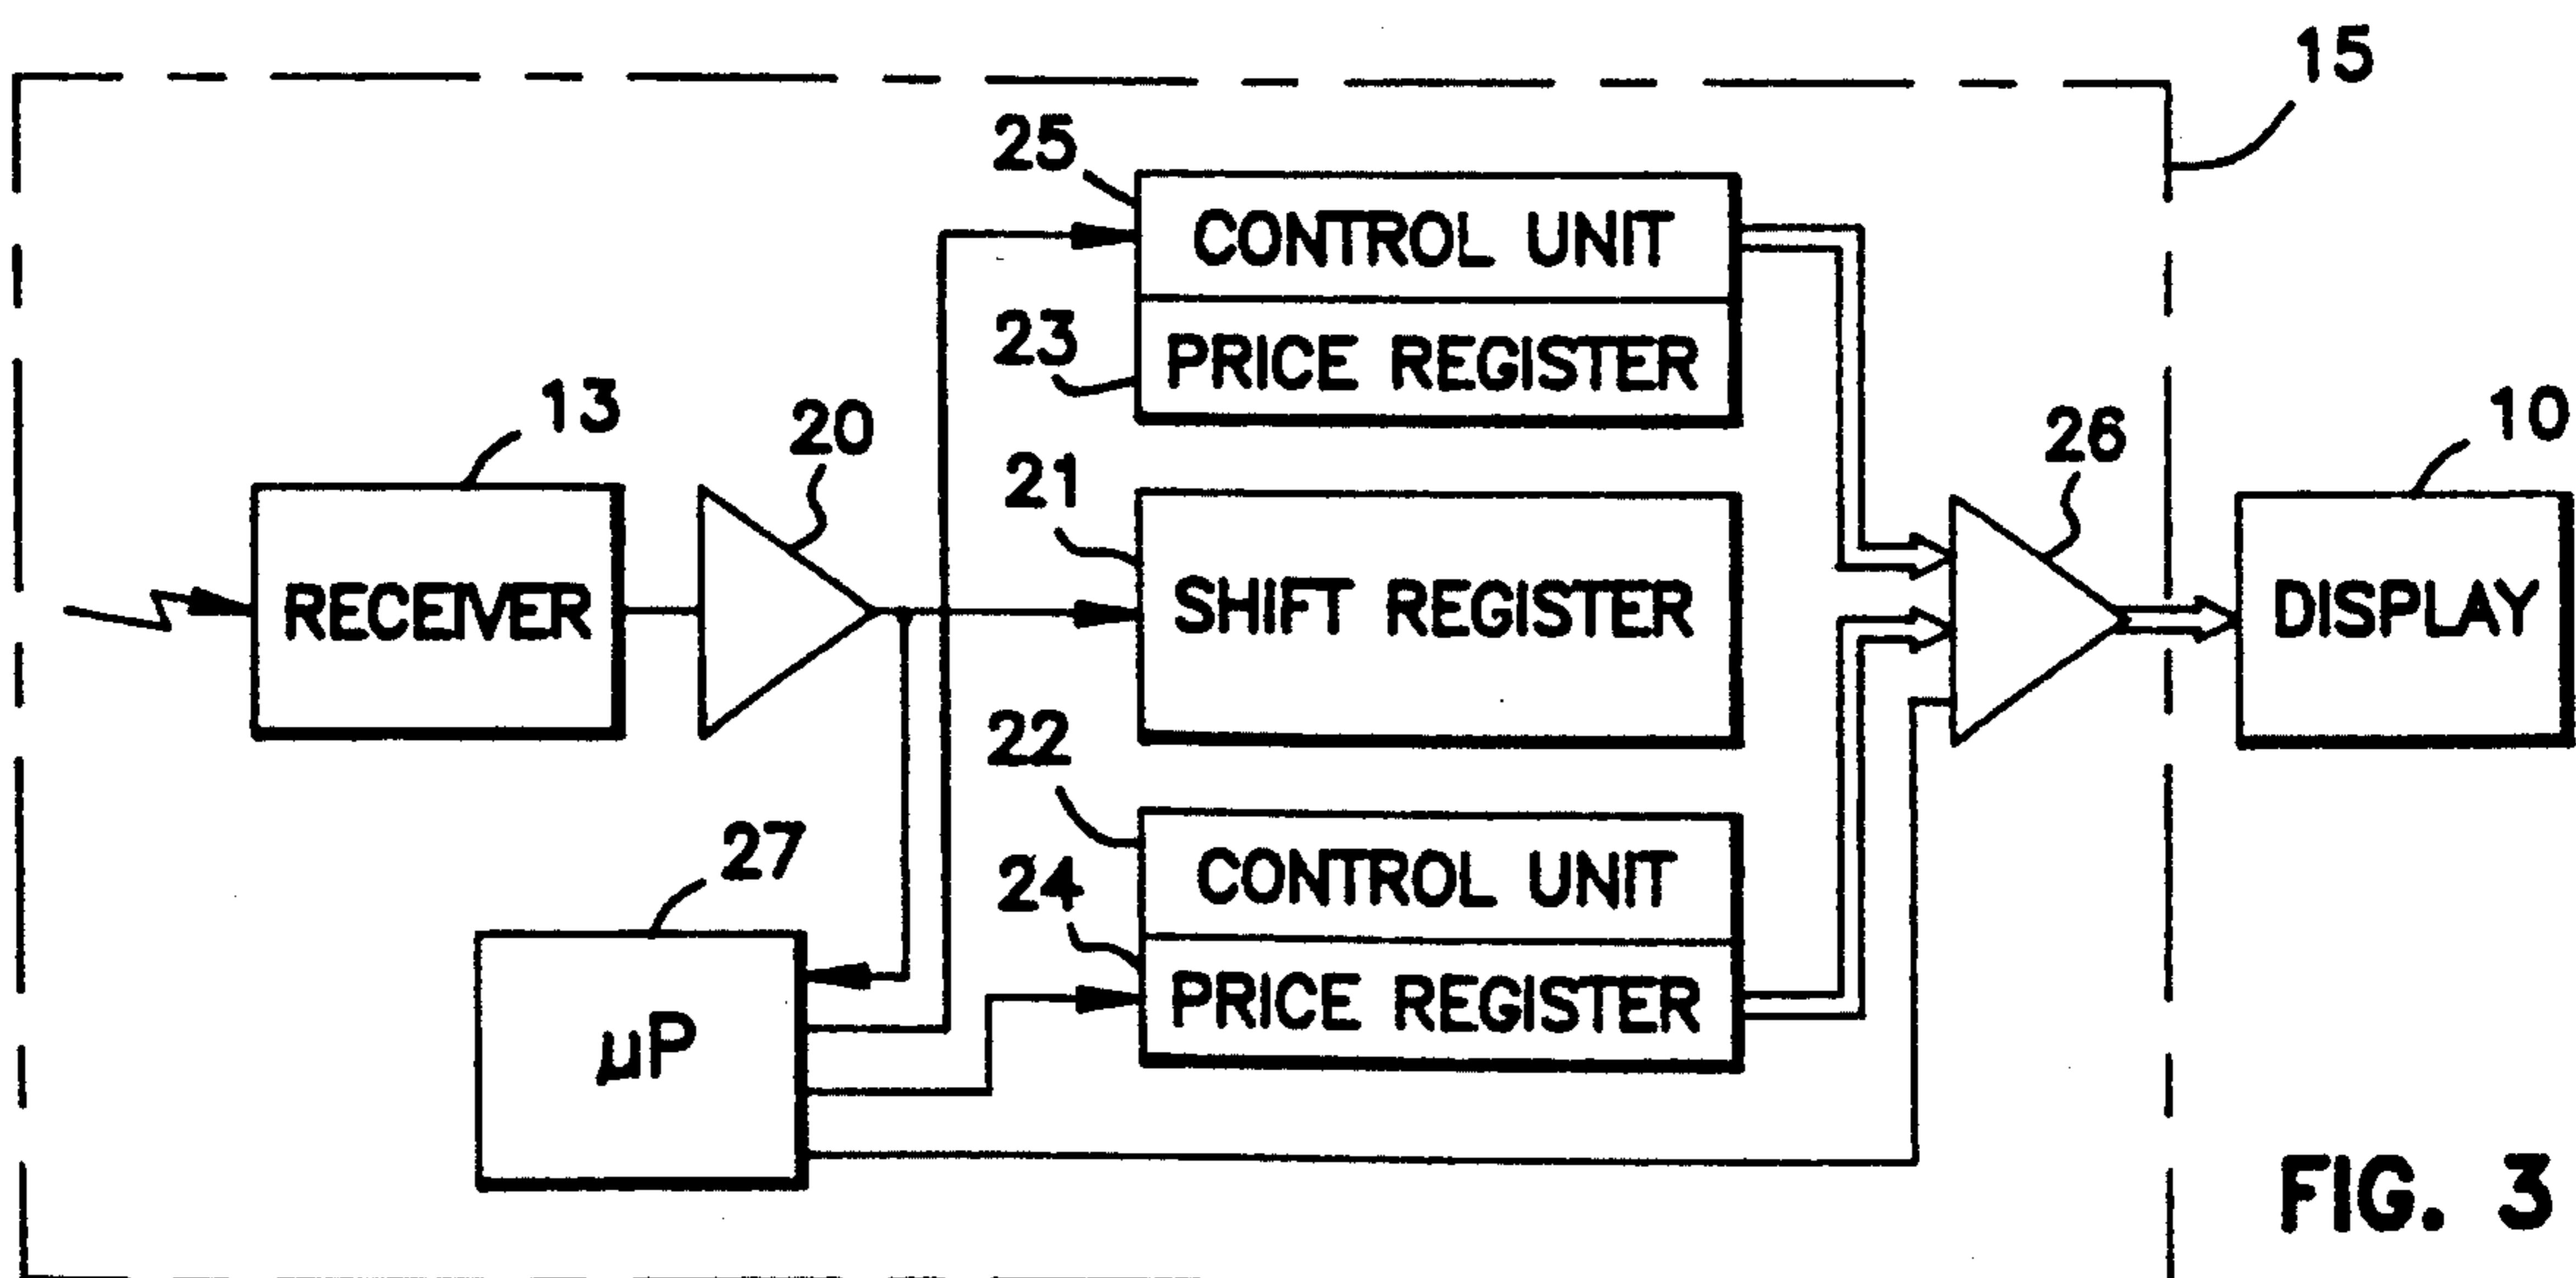 15
25
CONTROL UNIT
23
PRICE REGISTER
13
20
26
10
21
RECEIVER
SHIFT REGISTER
DISPLAY
22
27
CONTROL UNIT
24
PRICE REGISTER
µP
FIG. 3